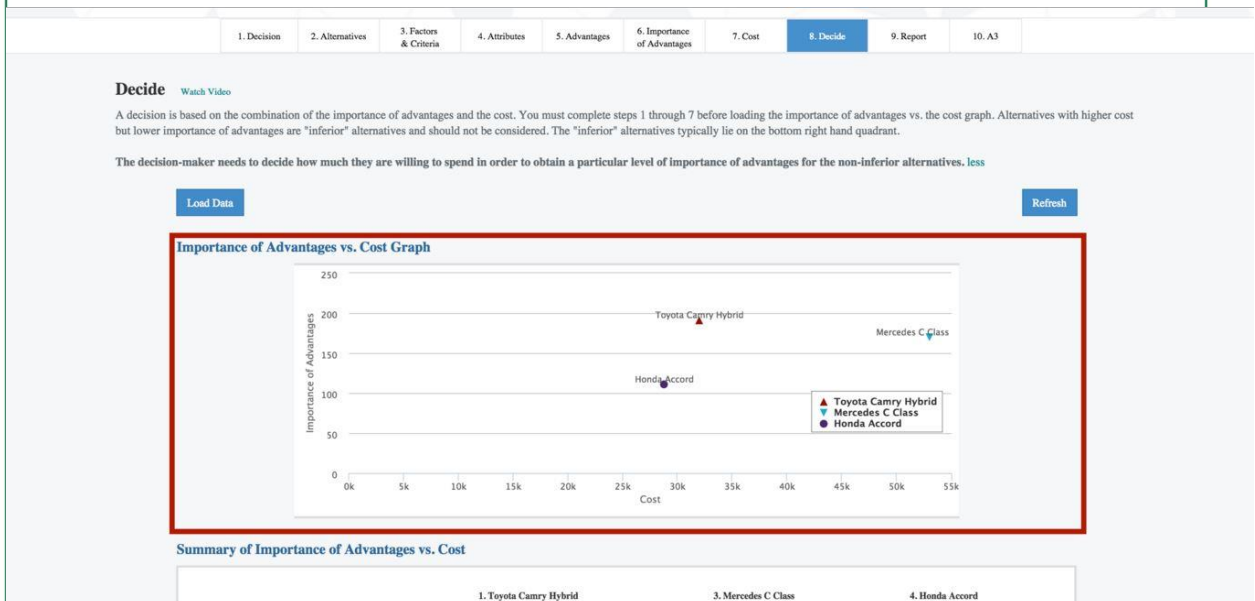 1. Decision
2. Alternatives
3. Factors
& Criteria
4. Attributes
5. Advantages
6. Importance
of Advantages
7. Cost
8. Decide
9. Report
10. A3
Decide Watch Video
A decision is based on the combination of the importance of advantages and the cost. You must complete steps 1 through 7 before loading the importance of advantages vs. the cost graph. Alternatives with higher cost
but lower importance of advantages are "inferior" alternatives and should not be considered. The "inferior" alternatives typically lie on the bottom right hand quadrant.
The decision-maker needs to decide how much they are willing to spend in order to obtain a particular level of importance of advantages for the non-inferior alternatives. less
Load Data
Refresh
Importance of Advantages vs. Cost Graph
Importance of Advantages
250
200
150
100
50
0
Toyota Camry Hybrid
Mercedes C Class
Honda Accord
Toyota Camry Hybrid
Mercedes C Class
Honda Accord
0k 5k 10k 15k 20k 25k 30k 35k 40k 45k 50k 55k
Cost
Summary of Importance of Advantages vs. Cost
1. Toyota Camry Hybrid 3. Mercedes C Class 4. Honda Accord